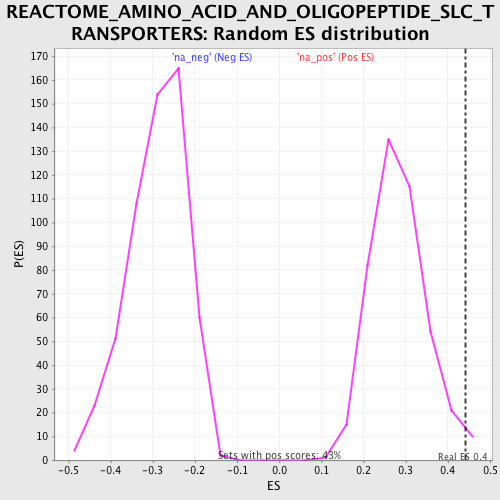 REACTOME_AMINO_ACID_AND_OLIGOPEPTIDE_SLC_T
RANSPORTERS: Random ES distribution
'na_neg' (Neg ES) 'na_pos' (Pos ES)
170
160
150
140
130
120
110
100
90
80
70
60
50
40
30
20
10
0
P(ES)
Sets with pos scores: 43%
Real ES 0.4
-0.5 -0.4 -0.3 -0.2 -0.1 0.0 0.1 0.2 0.3 0.4 0.5
ES